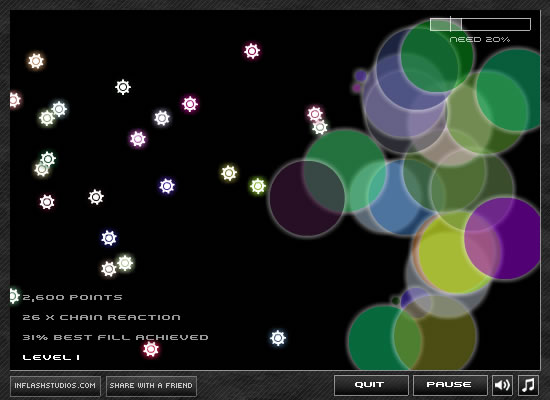 NEED 20%
2,600 POINTS
26 X CHAIN REACTION
31% BEST FILL ACHIEVED
LEVEL 1
INFLASHSTUDIOS.COM
SHARE WITH A FRIEND
QUIT
PAUSE